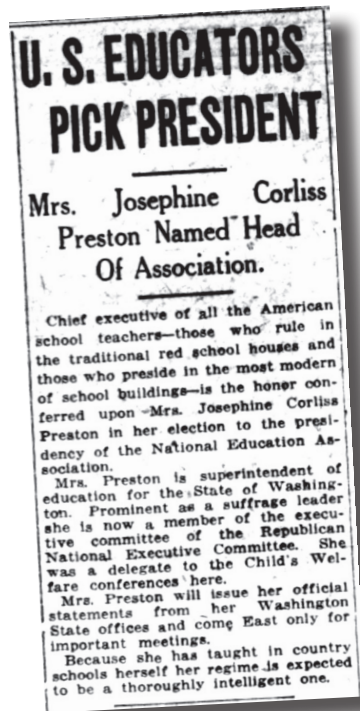 U. S. EDUCATORS
PICK PRESIDENT
Mrs. Josephine Corliss
Preston Named Head
Of Association.
Chief executive of all the American
school teachers—those who rule in
the traditional red school houses and
those who preside in the most modern
of school buildings—is the honor con-
ferred upon Mrs. Josephine Corliss
Preston in her election to the presi-
dency of the National Education As-
sociation.
Mrs. Preston is superintendent of
education for the State of Washing-
ton. Prominent as a suffrage leader
she is now a member of the execu-
tive committee of the Republican
National Executive Committee. She
was a delegate to the Child's Wel-
fare conferences here.
Mrs. Preston will issue her official
statements from her Washington
State offices and come East only for
important meetings.
Because she has taught in country
schools herself her regime is expected
to be a thoroughly intelligent one.